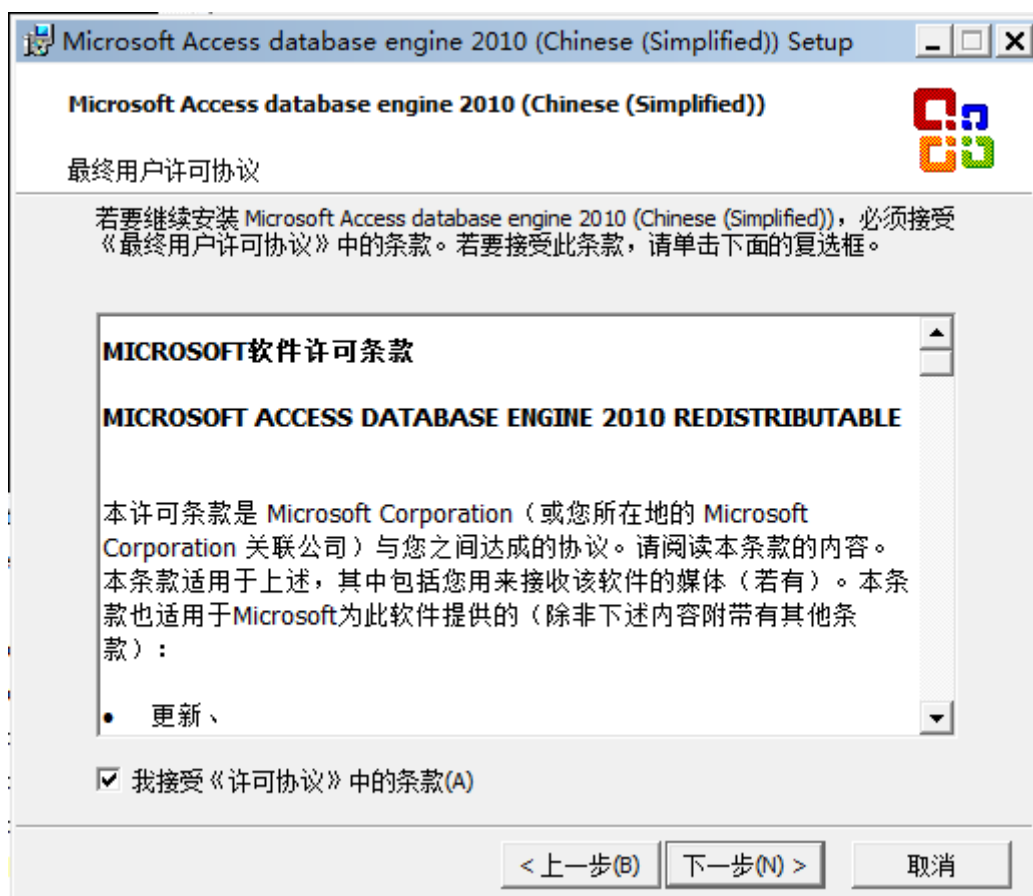 Microsoft Access database engine 2010 (Chinese (Simplified)) Setup
Microsoft Access database engine 2010 (Chinese (Simplified))
最终用户许可协议
若要继续安装 Microsoft Access database engine 2010 (Chinese (Simplified))，必须接受
《最终用户许可协议》中的条款。若要接受此条款，请单击下面的复选框。
MICROSOFT软件许可条款
MICROSOFT ACCESS DATABASE ENGINE 2010 REDISTRIBUTABLE
本许可条款是 Microsoft Corporation（或您所在地的 Microsoft
Corporation 关联公司）与您之间达成的协议。请阅读本条款的内容。
本条款适用于上述，其中包括您用来接收该软件的媒体（若有）。本条
款也适用于Microsoft为此软件提供的（除非下述内容附带有其他条
款）：
• 更新、
我接受《许可协议》中的条款(A)
< 上一步(B) 下一步(N) > 取消